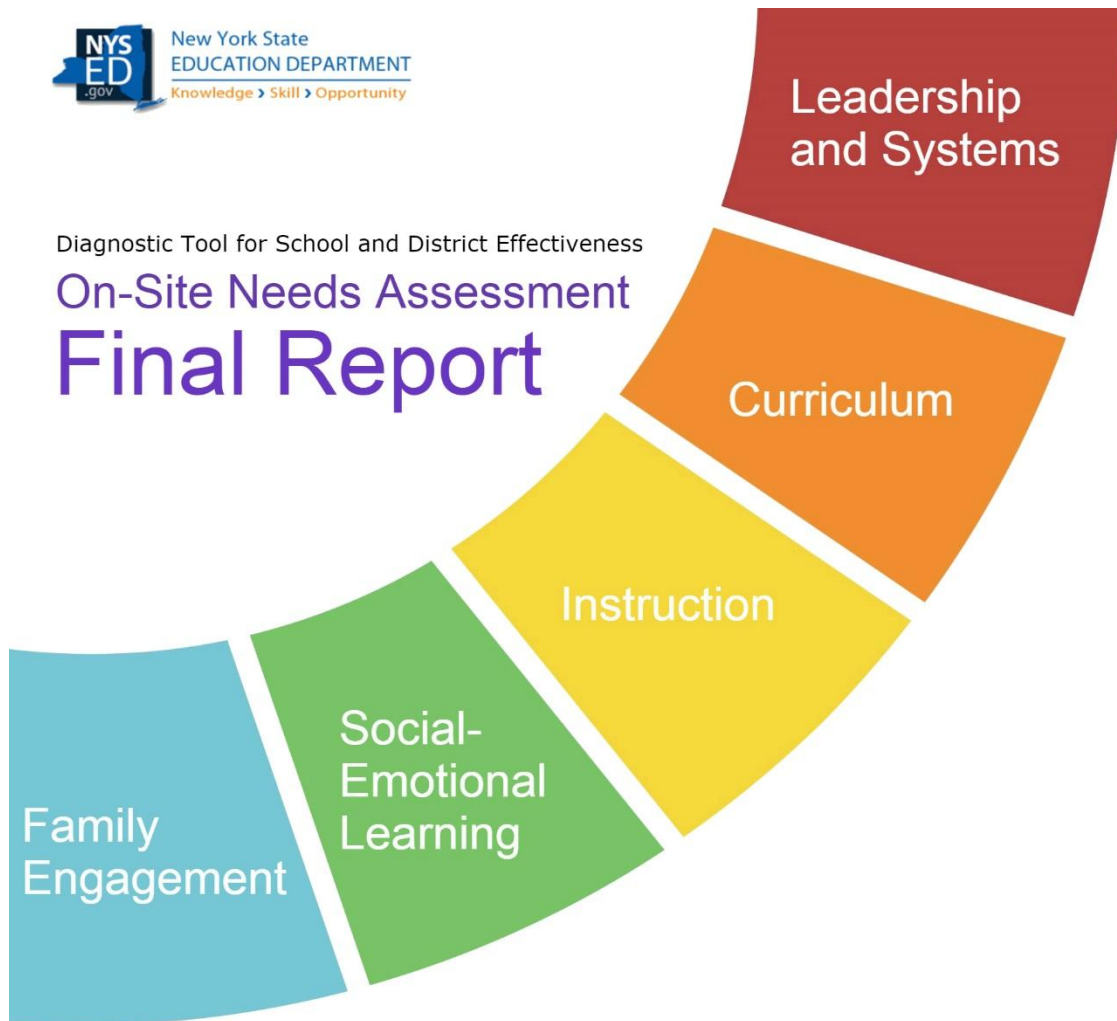 NYS
ED
.gov
New York State
EDUCATION DEPARTMENT
Knowledge › Skill › Opportunity
Diagnostic Tool for School and District Effectiveness
On-Site Needs Assessment
Final Report
Leadership
and Systems
Curriculum
Instruction
Social-
Emotional
Learning
Family
Engagement